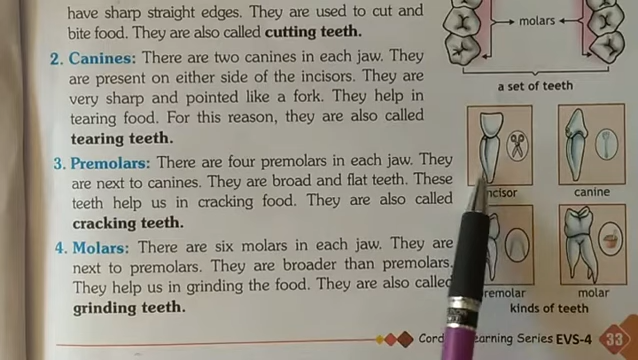 have sharp straight edges. They are used to cut and
bite food. They are also called cutting teeth.
2. Canines: There are two canines in each jaw. They
are present on either side of the incisors. They are
very sharp and pointed like a fork. They help in
tearing food. For this reason, they are also called
tearing teeth.
3. Premolars: There are four premolars in each jaw. They
are next to canines. They are broad and flat teeth. These
teeth help us in cracking food. They are also called
cracking teeth.
4. Molars: There are six molars in each jaw. They are
next to premolars. They are broader than premolars.
They help us in grinding the food. They are also called
grinding teeth.
molars
a set of teeth
ncisor
canine
remolar
molar
kinds of teeth
Cord earning Series EVS-4 33